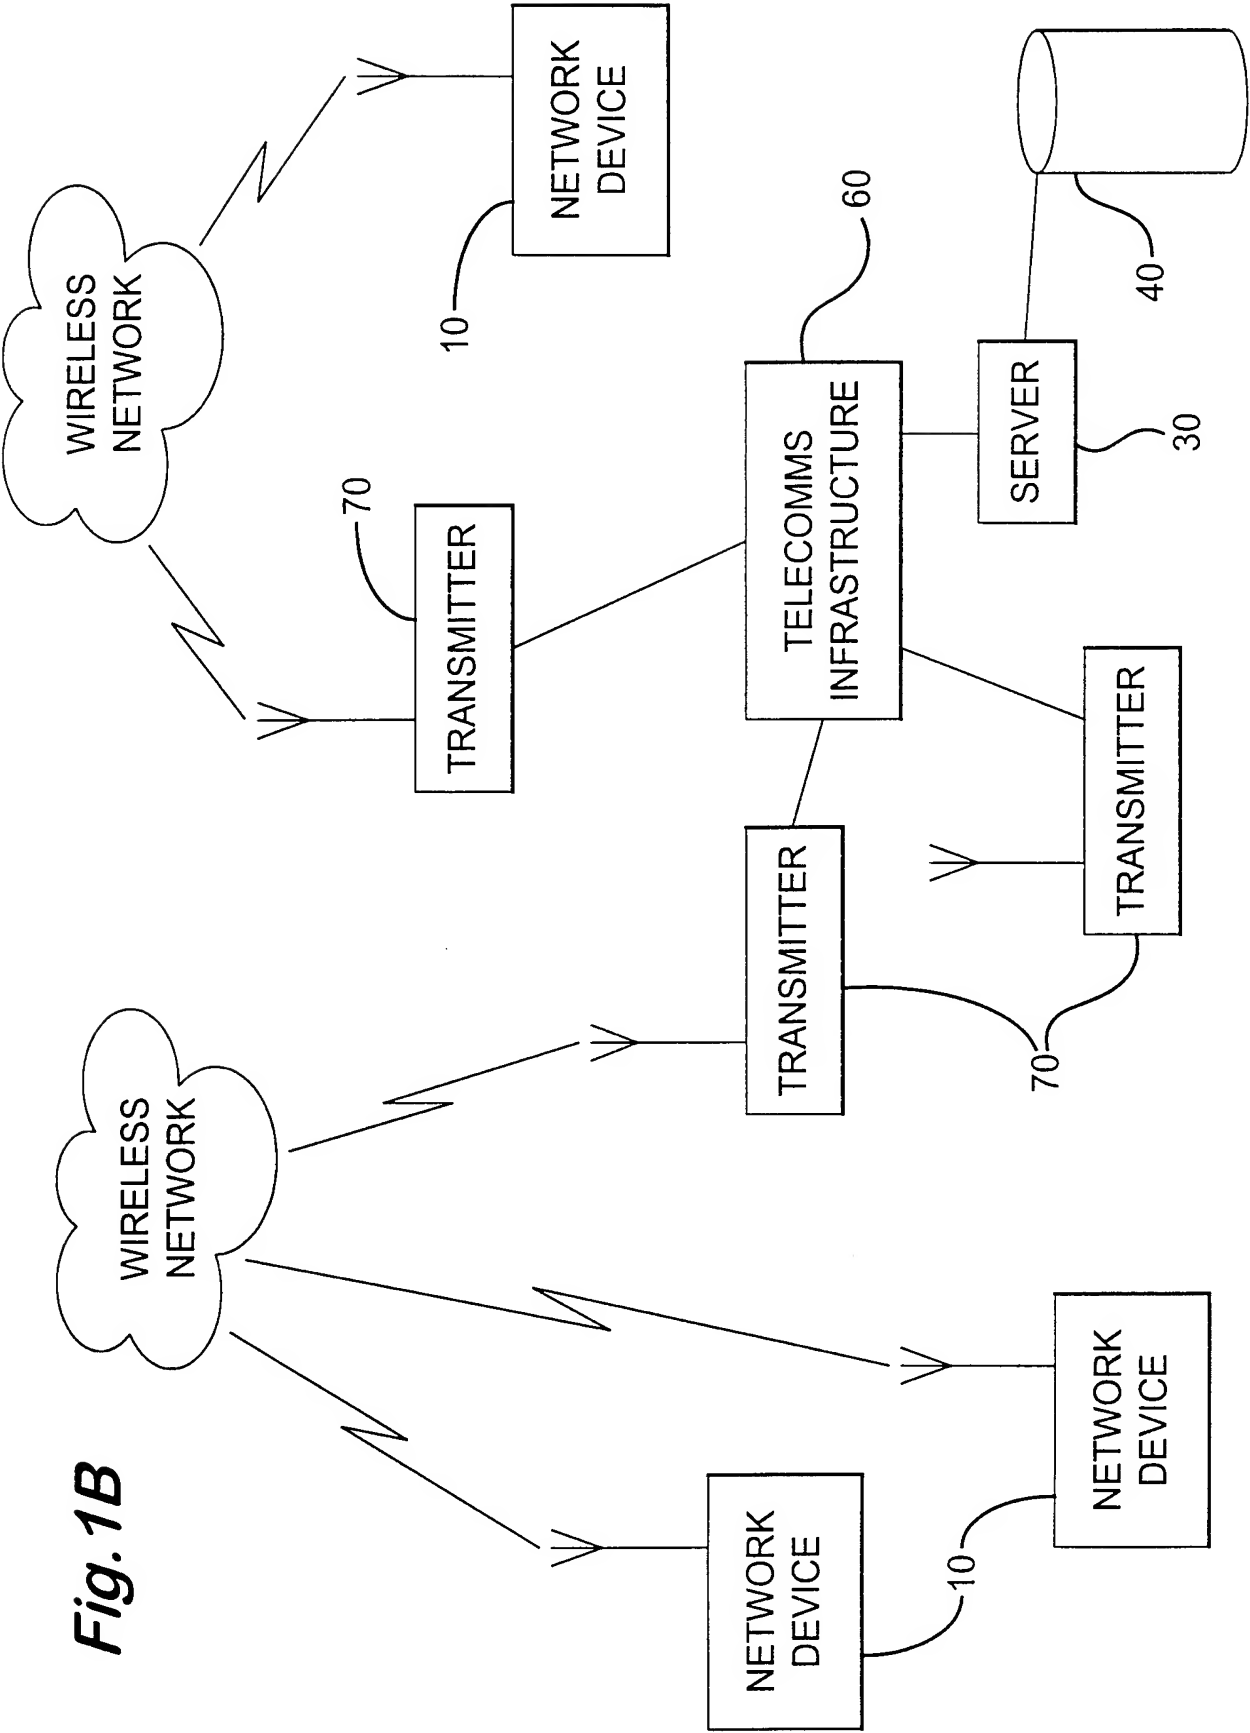 Fig. 1B
WIRELESS
NETWORK
WIRELESS
NETWORK
70
TRANSMITTER
10
NETWORK
DEVICE
NETWORK
DEVICE
10
NETWORK
DEVICE
TRANSMITTER
70
TRANSMITTER
TELECOMMS
INFRASTRUCTURE
60
SERVER
30
40